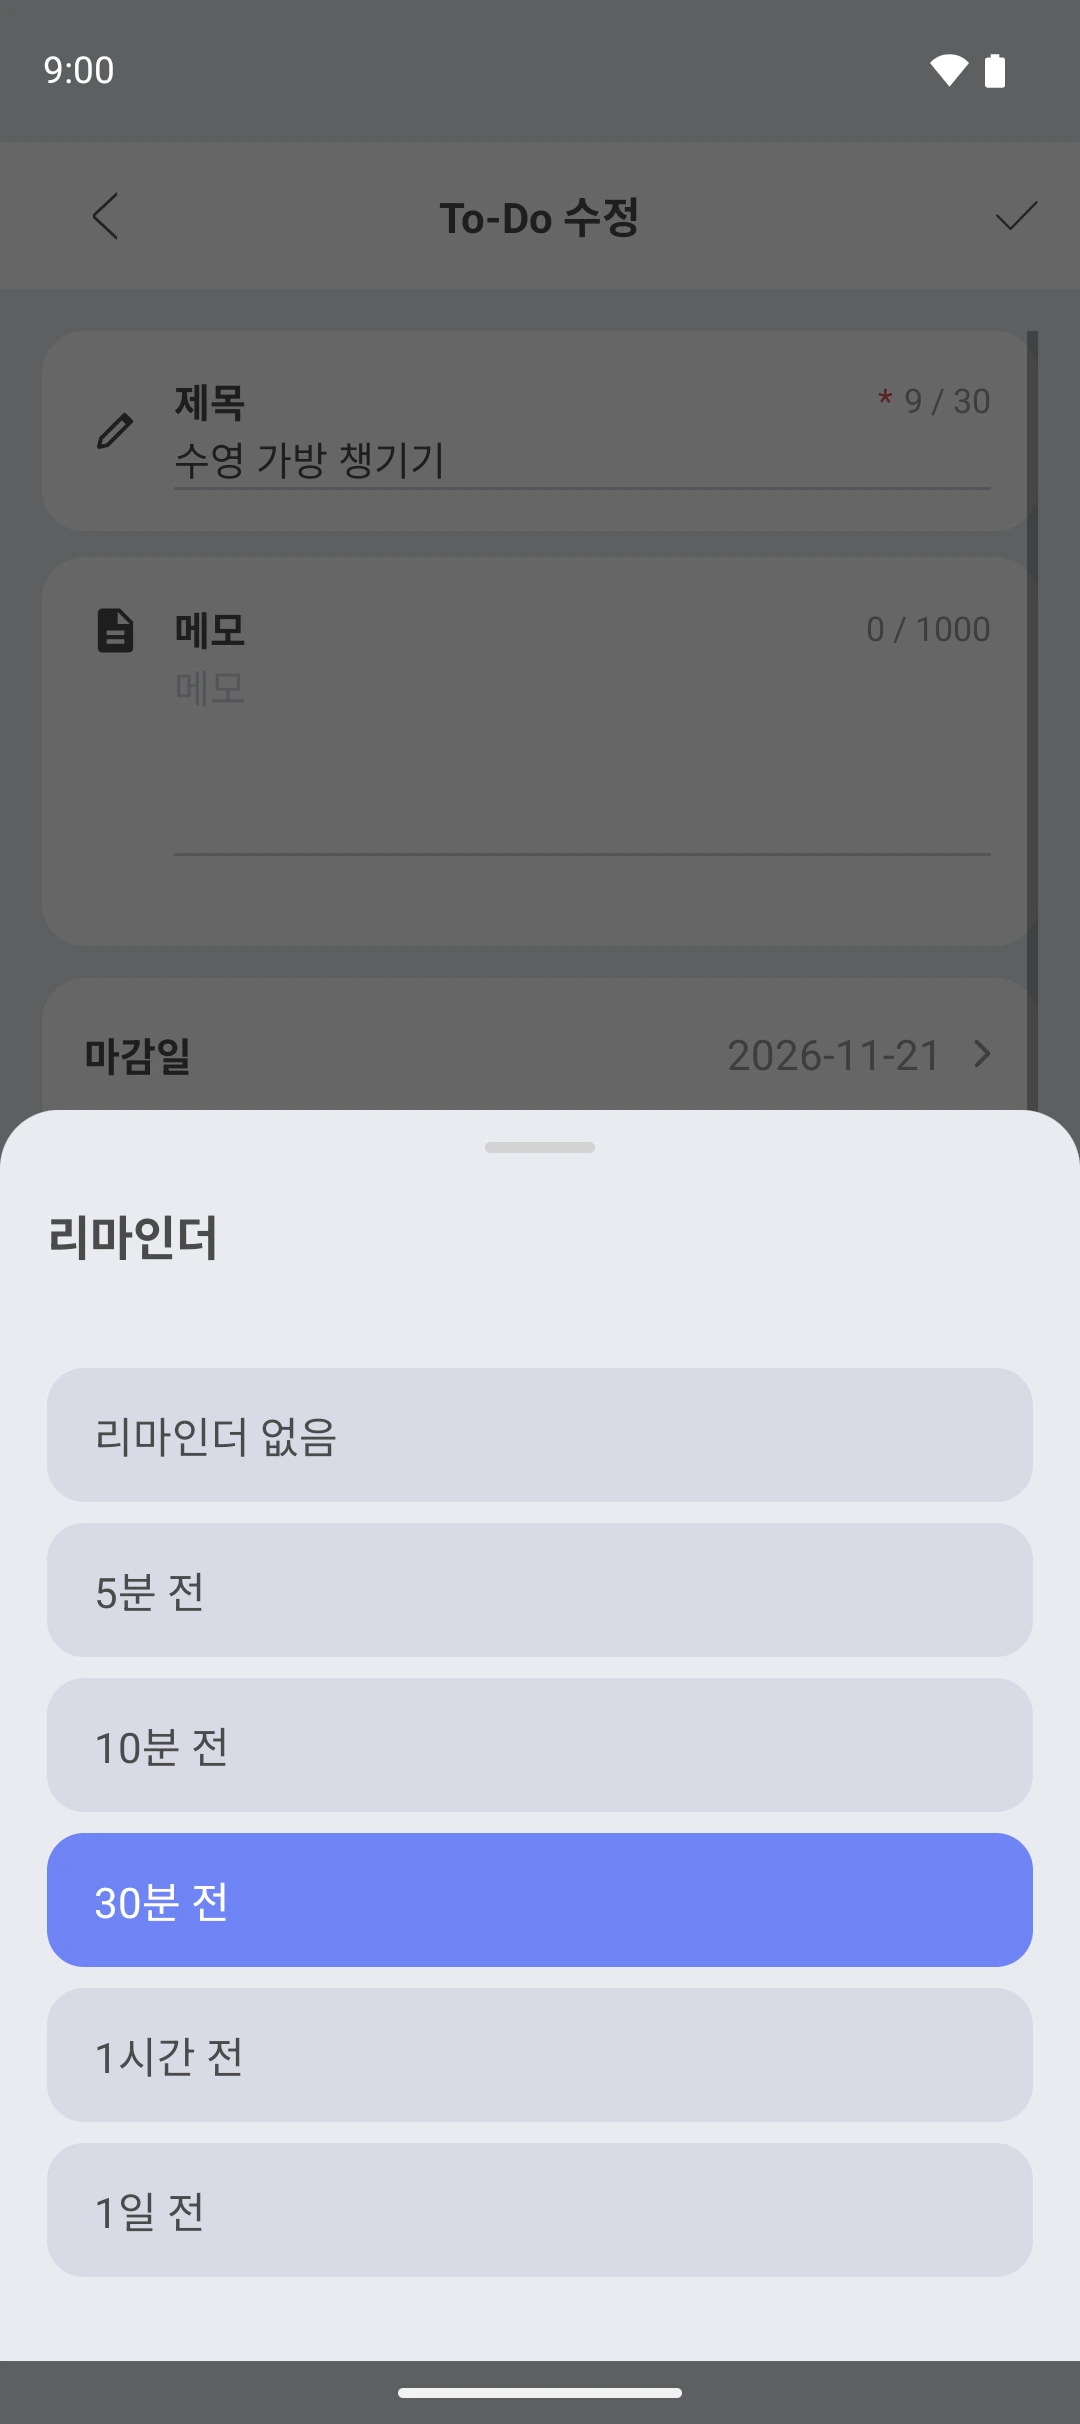 9:00
To-Do 수정
제목
* 9 / 30
수영 가방 챙기기
메모
0 / 1000
메모
마감일
2026-11-21
리마인더
리마인더 없음
5분 전
10분 전
30분 전
1시간 전
1일 전